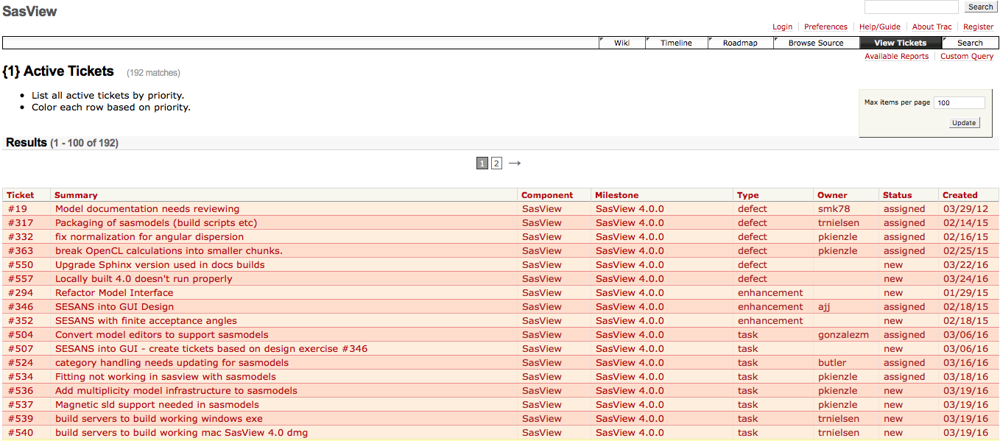 SasView
Search
Login Preferences Help/Guide About Trac Register
Wiki Timeline Roadmap Browse Source View Tickets Search
Available Reports Custom Query
{1} Active Tickets (192 matches)
• List all active tickets by priority.
• Color each row based on priority.
Max items per page 100
Update
Results (1 - 100 of 192)
1 2 →
Ticket Summary Component Milestone Type Owner Status Created
#19 Model documentation needs reviewing SasView SasView 4.0.0 defect smk78 assigned 03/29/12
#317 Packaging of sasmodels (build scripts etc) SasView SasView 4.0.0 defect trnielsen assigned 02/14/15
#332 fix normalization for angular dispersion SasView SasView 4.0.0 defect pkienzle assigned 02/16/15
#363 break OpenCL calculations into smaller chunks. SasView SasView 4.0.0 defect pkienzle assigned 02/25/15
#550 Upgrade Sphinx version used in docs builds SasView SasView 4.0.0 defect new 03/22/16
#557 Locally built 4.0 doesn't run properly SasView SasView 4.0.0 defect new 03/24/16
#294 Refactor Model Interface SasView SasView 4.0.0 enhancement new 01/29/15
#346 SESANS into GUI Design SasView SasView 4.0.0 enhancement ajj assigned 02/18/15
#352 SESANS with finite acceptance angles SasView SasView 4.0.0 enhancement new 02/18/15
#504 Convert model editors to support sasmodels SasView SasView 4.0.0 task gonzalezm assigned 03/06/16
#507 SESANS into GUI - create tickets based on design exercise #346 SasView SasView 4.0.0 task new 03/06/16
#524 category handling needs updating for sasmodels SasView SasView 4.0.0 task butler assigned 03/16/16
#534 Fitting not working in sasview with sasmodels SasView SasView 4.0.0 task pkienzle assigned 03/18/16
#536 Add multiplicity model infrastructure to sasmodels SasView SasView 4.0.0 task pkienzle new 03/19/16
#537 Magnetic sld support needed in sasmodels SasView SasView 4.0.0 task pkienzle new 03/19/16
#539 build servers to build working windows exe SasView SasView 4.0.0 task trnielsen new 03/19/16
#540 build servers to build working mac SasView 4.0 dmg SasView SasView 4.0.0 task trnielsen new 03/19/16